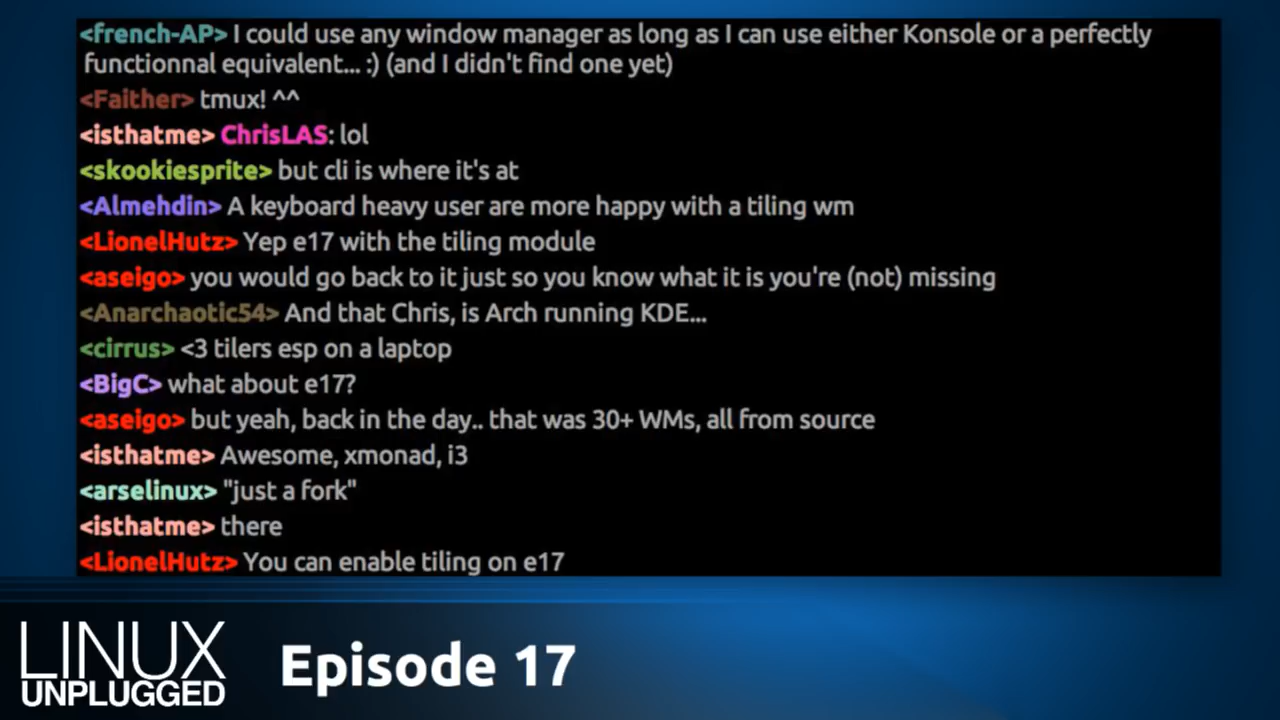 <french-AP> I could use any window manager as long as I can use either Konsole or a perfectly
functionnal equivalent... :) (and I didn't find one yet)
<Faither> tmux! ^^
<isthatme> ChrisLAS: lol
<skookiesprite> but cli is where it's at
<Almehdin> A keyboard heavy user are more happy with a tiling wm
<LionelHutz> Yep e17 with the tiling module
<aseigo> you would go back to it just so you know what it is you're (not) missing
<Anarchaotic54> And that Chris, is Arch running KDE...
<cirrus> <3 tilers esp on a laptop
<BigC> what about e17?
<aseigo> but yeah, back in the day.. that was 30+ WMs, all from source
<isthatme> Awesome, xmonad, i3
<arselinux> "just a fork"
<isthatme> there
<LionelHutz> You can enable tiling on e17
LINUX
UNPLUGGED
Episode 17